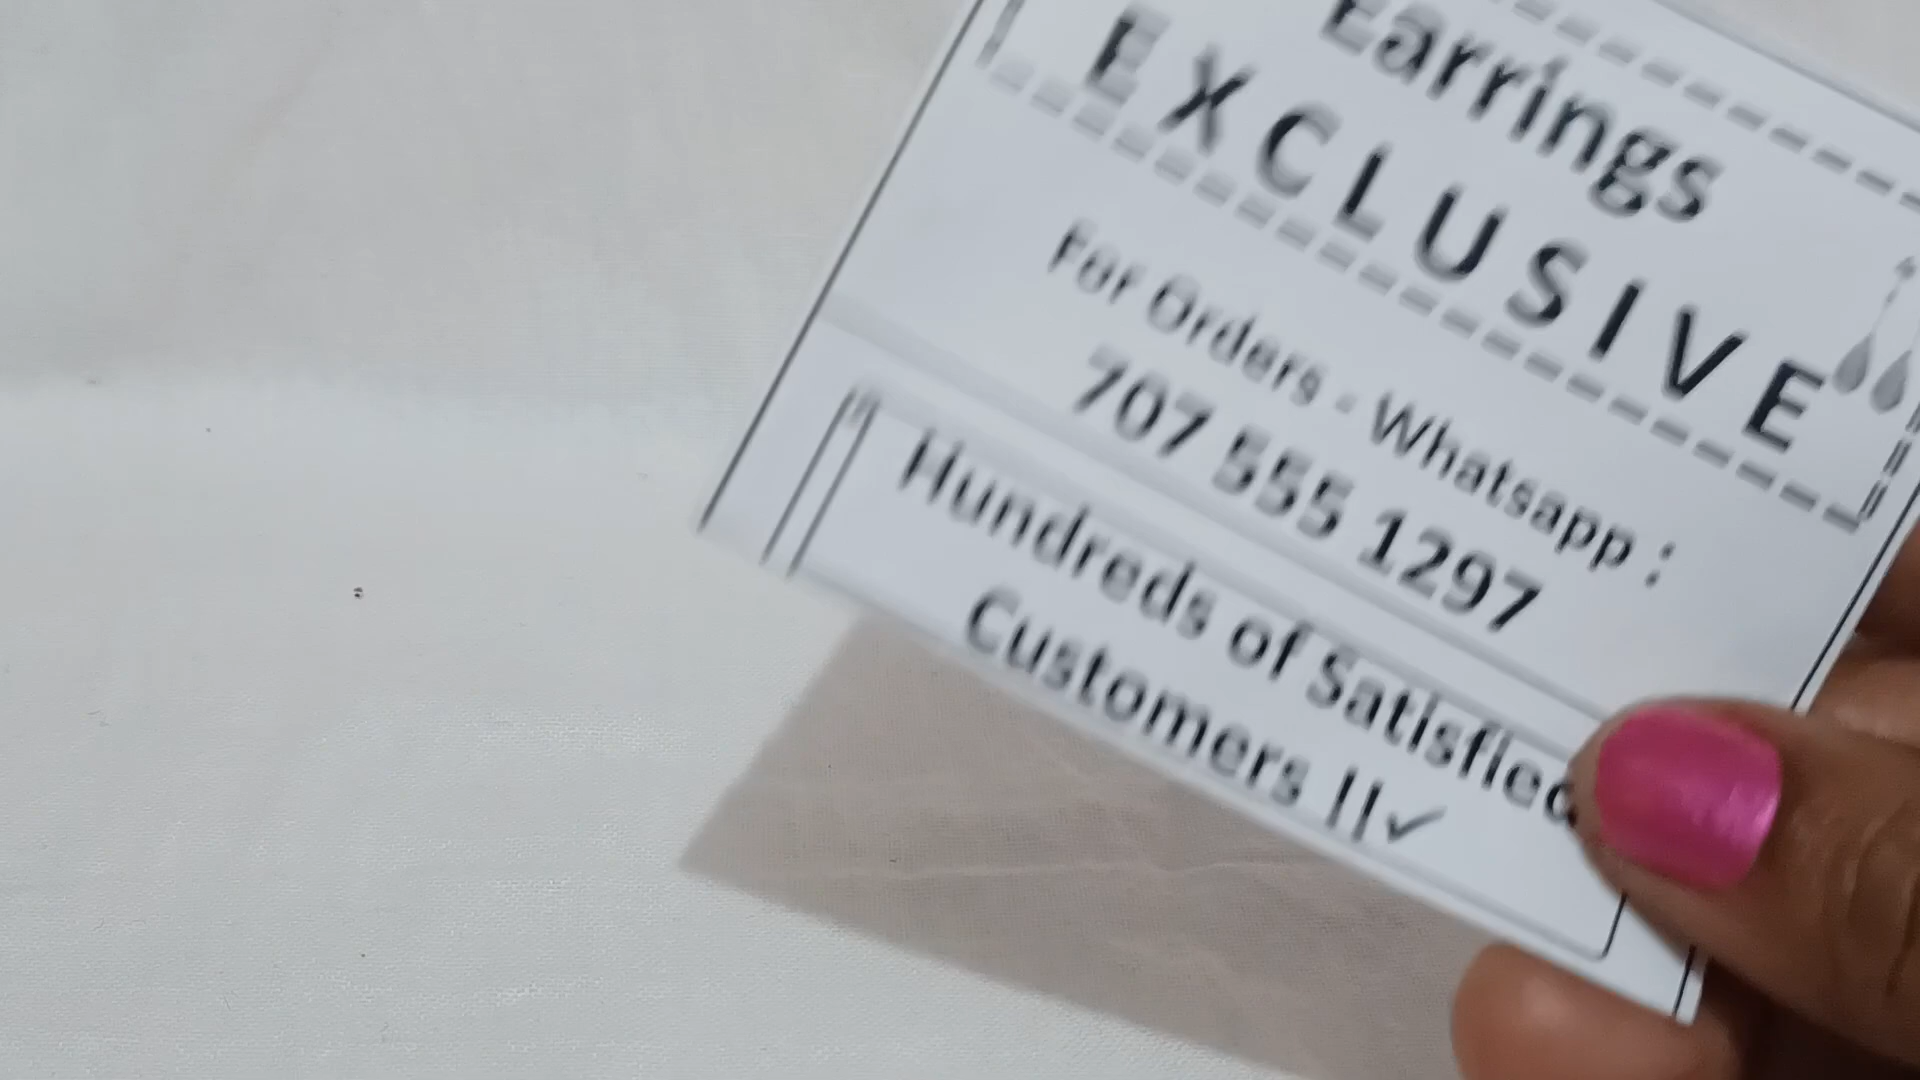 Earrings
EXCLUSIVE
For Orders - Whatsapp :
707 555 1297
Hundreds of Satisfied
Customers !!✓